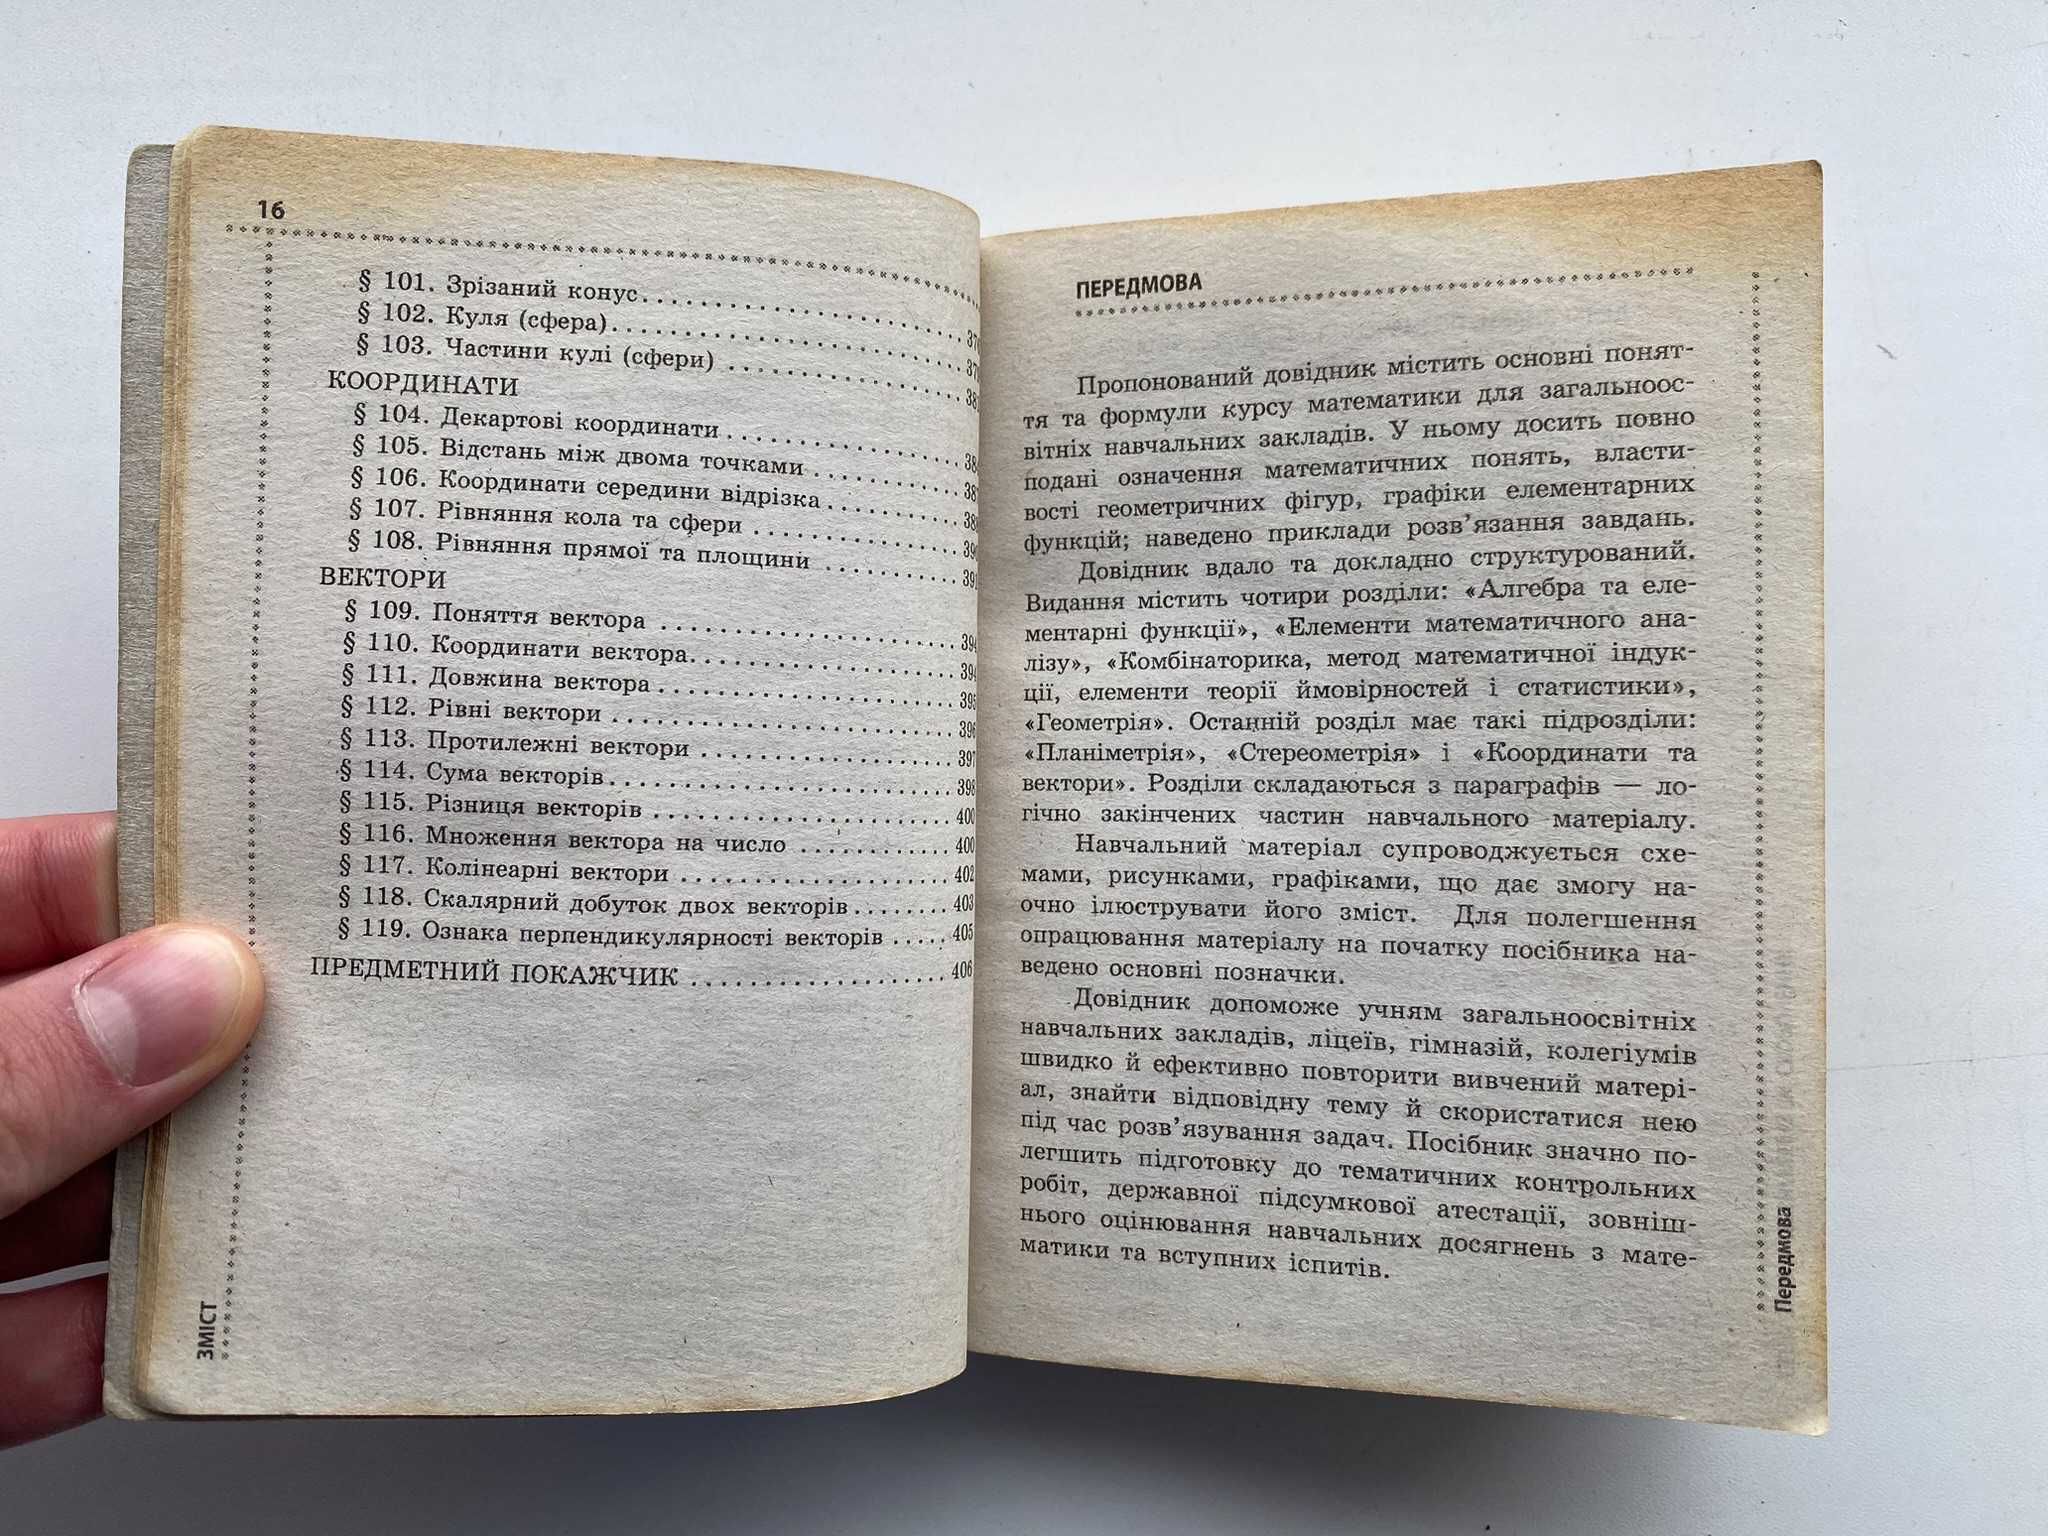 16
§ 101. Зрізаний конус
§ 102. Куля (сфера)
§ 103. Частини кулі (сфери)
КООРДИНАТИ
§ 104. Декартові координати
§ 105. Відстань між двома точками
§ 106. Координати середини відрізка
§ 107. Рівняння кола та сфери
§ 108. Рівняння прямої та площини 391
ВЕКТОРИ
§ 109. Поняття вектора 394
§ 110. Координати вектора 394
§ 111. Довжина вектора 395
§ 112. Рівні вектори 396
§ 113. Протилежні вектори 397
§ 114. Сума векторів 398
§ 115. Різниця векторів 400
§ 116. Множення вектора на число 400
§ 117. Колінеарні вектори 402
§ 118. Скалярний добуток двох векторів 403
§ 119. Ознака перпендикулярності векторів 405
ПРЕДМЕТНИЙ ПОКАЖЧИК 406
ЗМІСТ
ПЕРЕДМОВА
Пропонований довідник містить основні понят-
тя та формули курсу математики для загальноос-
вітніх навчальних закладів. У ньому досить повно
подані означення математичних понять, власти-
вості геометричних фігур, графіки елементарних
функцій; наведено приклади розв’язання завдань.
Довідник вдало та докладно структурований.
Видання містить чотири розділи: «Алгебра та еле-
ментарні функції», «Елементи математичного ана-
лізу», «Комбінаторика, метод математичної індук-
ції, елементи теорії ймовірностей і статистики»,
«Геометрія». Останній розділ має такі підрозділи:
«Планіметрія», «Стереометрія» і «Координати та
вектори». Розділи складаються з параграфів — ло-
гічно закінчених частин навчального матеріалу.
Навчальний матеріал супроводжується схе-
мами, рисунками, графіками, що дає змогу на-
очно ілюструвати його зміст. Для полегшення
опрацювання матеріалу на початку посібника на-
ведено основні позначки.
Довідник допоможе учням загальноосвітніх
навчальних закладів, ліцеїв, гімназій, колегіумів
швидко й ефективно повторити вивчений матері-
ал, знайти відповідну тему й скористатися нею
під час розв’язування задач. Посібник значно по-
легшить підготовку до тематичних контрольних
робіт, державної підсумкової атестації, зовніш-
нього оцінювання навчальних досягнень з мате-
матики та вступних іспитів.
Передмова